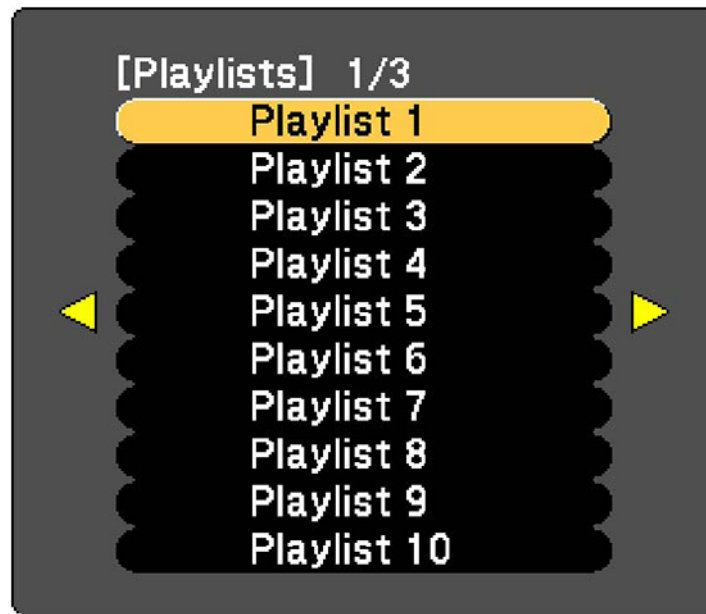 [Playlists] 1/3
Playlist 1
Playlist 2
Playlist 3
Playlist 4
Playlist 5
Playlist 6
Playlist 7
Playlist 8
Playlist 9
Playlist 10